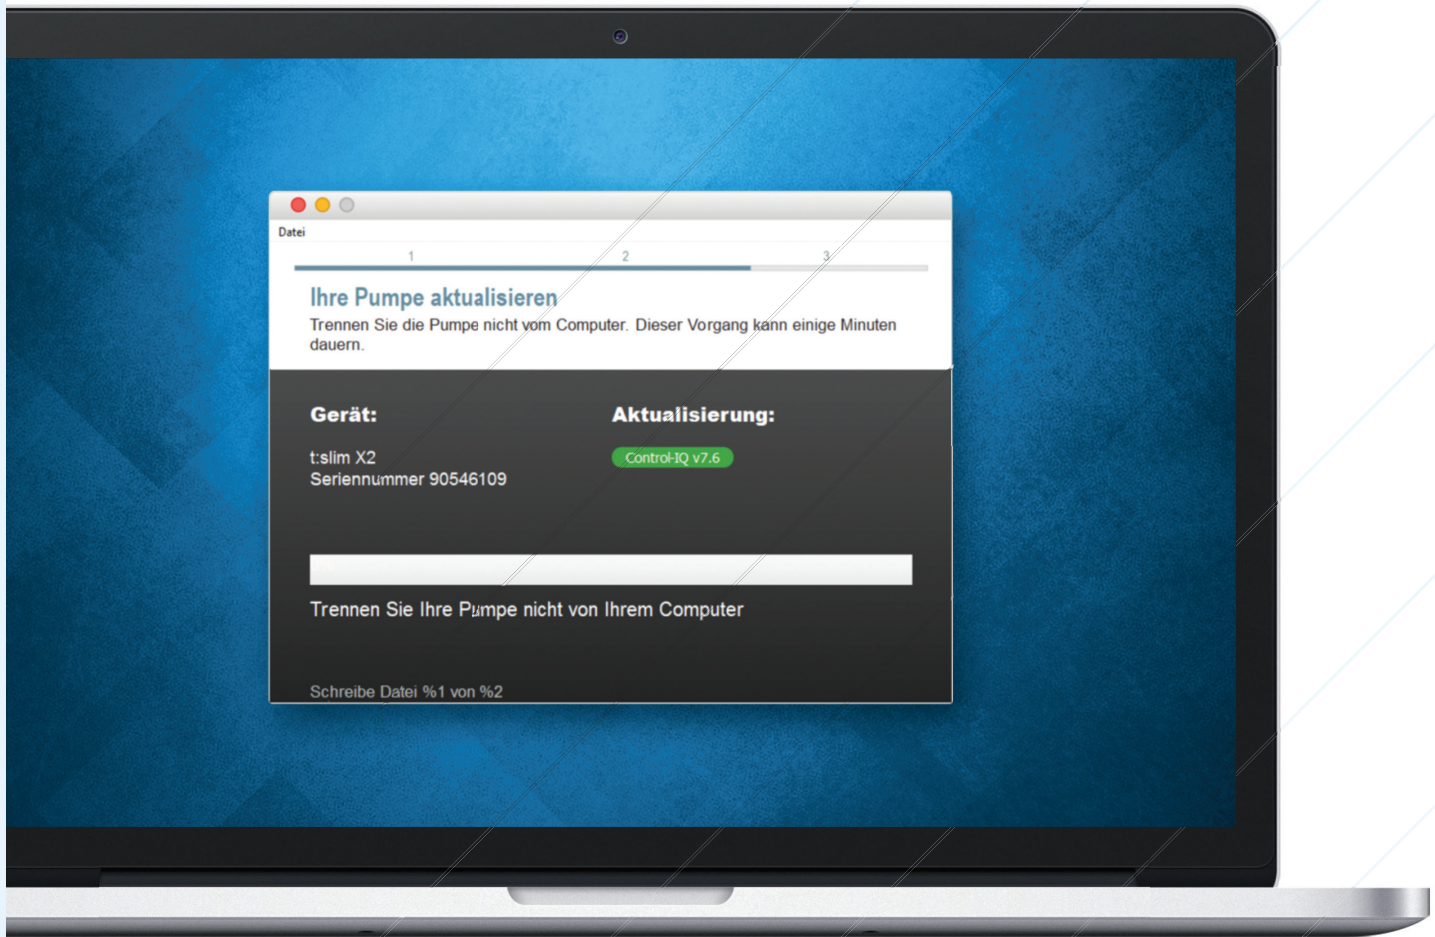 Datei
1 2 3
Ihre Pumpe aktualisieren
Trennen Sie die Pumpe nicht vom Computer. Dieser Vorgang kann einige Minuten
dauern.
Gerät: Aktualisierung:
t:slim X2 Control-IQ v7.6
Seriennummer 90546109
Trennen Sie Ihre Pumpe nicht von Ihrem Computer
Schreibe Datei %1 von %2